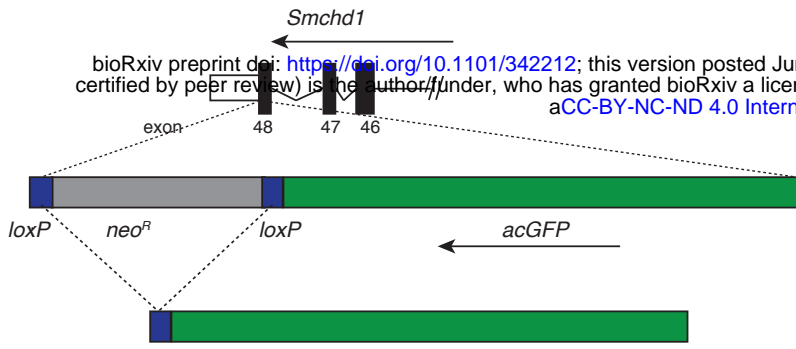 Smchd1
bioRxiv preprint doi: https://doi.org/10.1101/342212; this version posted Jun
certified by peer review) is the author/funder, who has granted bioRxiv a licen
aCC-BY-NC-ND 4.0 Intern
exon 48 47 46
loxP neoR loxP acGFP